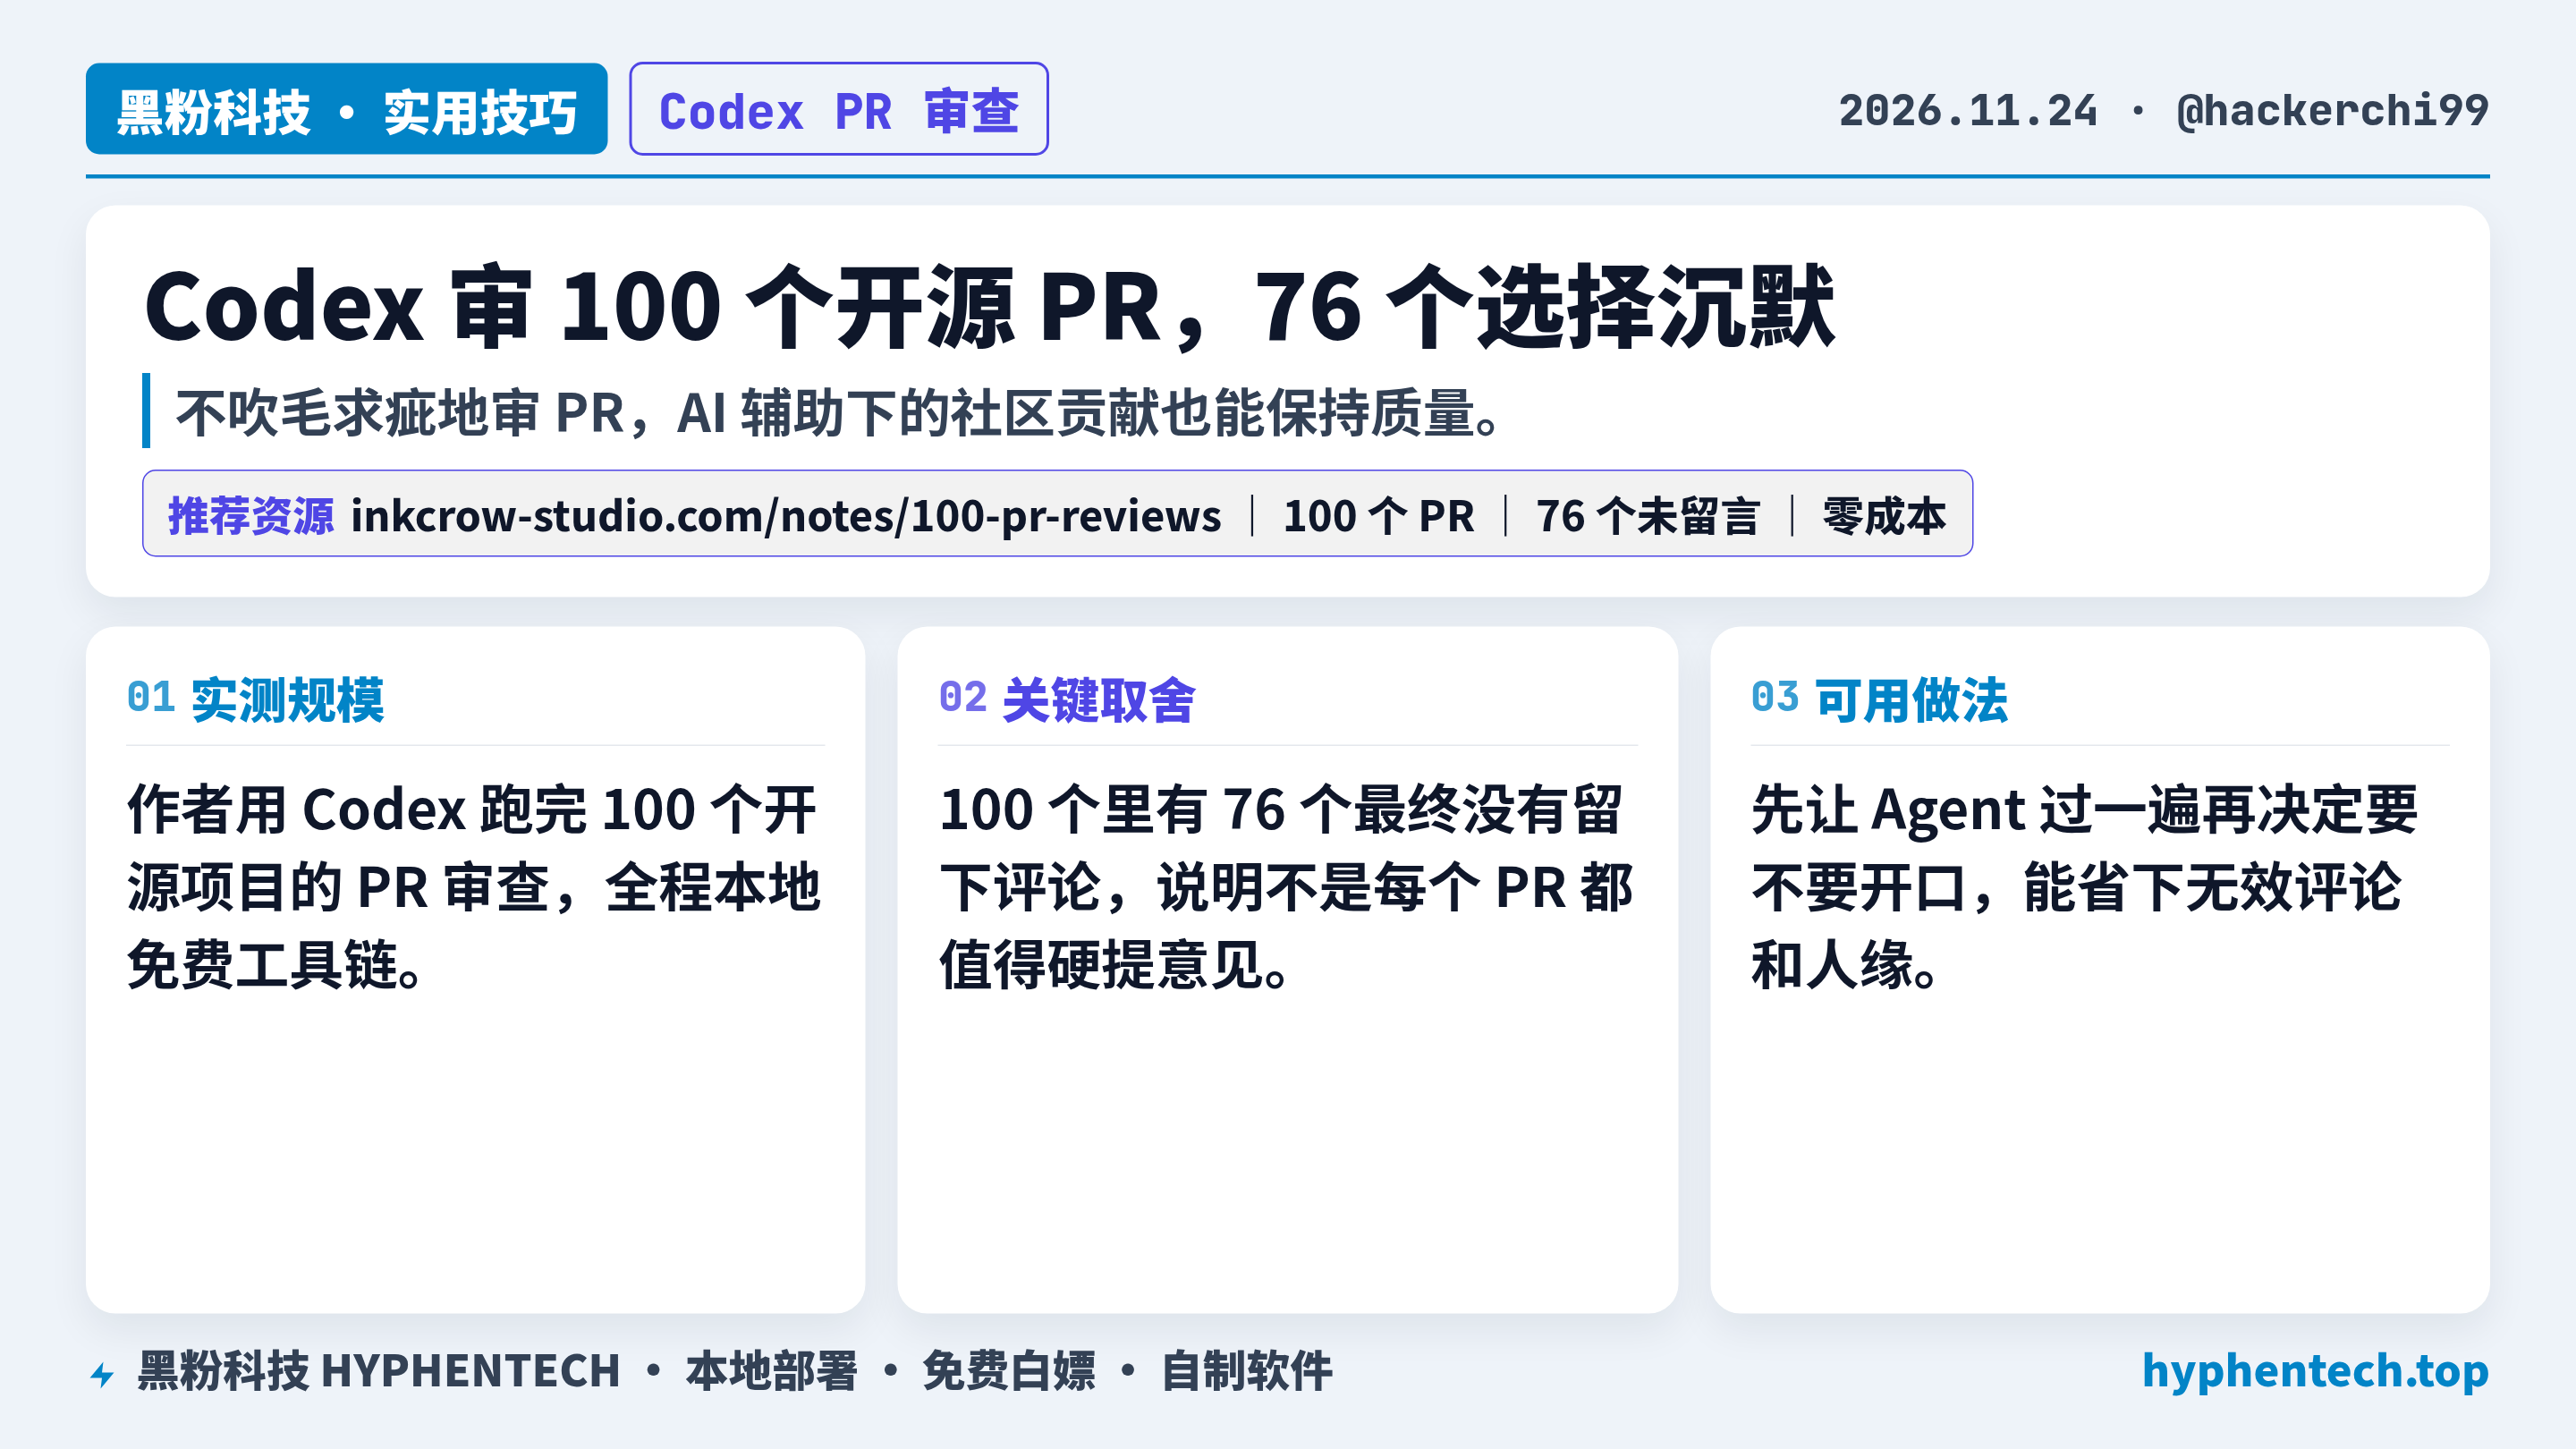 黑粉科技 · 实用技巧
Codex PR 审查
2026.11.24 · @hackerchi99
Codex 审 100 个开源 PR，76 个选择沉默
不吹毛求疵地审 PR，AI 辅助下的社区贡献也能保持质量。
推荐资源 inkcrow-studio.com/notes/100-pr-reviews ｜ 100 个 PR ｜ 76 个未留言 ｜ 零成本
01 实测规模
作者用 Codex 跑完 100 个开
源项目的 PR 审查，全程本地
免费工具链。
02 关键取舍
100 个里有 76 个最终没有留
下评论，说明不是每个 PR 都
值得硬提意见。
03 可用做法
先让 Agent 过一遍再决定要
不要开口，能省下无效评论
和人缘。
黑粉科技 HYPHENTECH · 本地部署 · 免费白嫖 · 自制软件
hyphentech.top